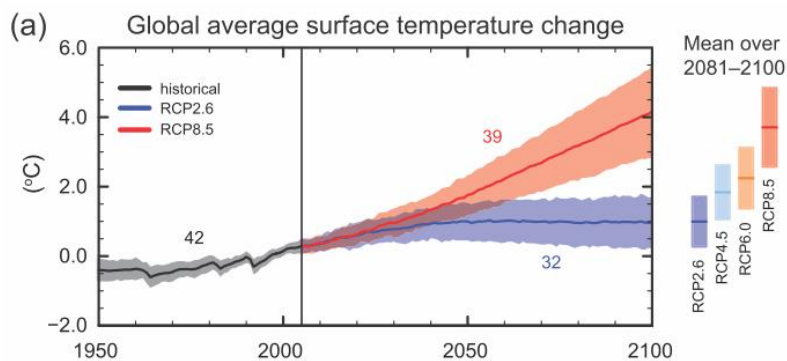 (a) Global average surface temperature change
6.0
4.0
2.0
0.0
−2.0
(°C)
historical
RCP2.6
RCP8.5
42
39
32
1950 2000 2050 2100
Mean over
2081–2100
RCP2.6
RCP4.5
RCP6.0
RCP8.5